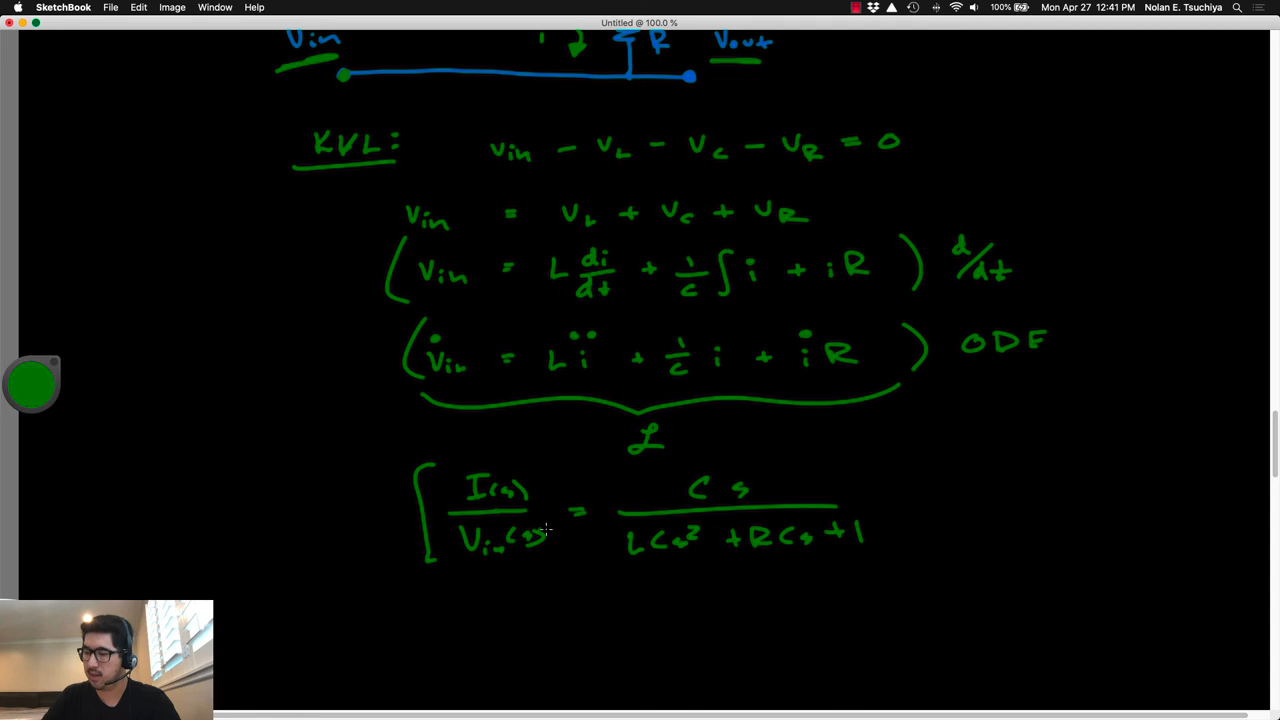 SketchBook File Edit Image Window Help 100% Mon Apr 27 12:41 PM Nolan E. Tsuchiya
Untitled @ 100.0 %
Vin i R Vout
KVL: Vin - VL - VC - VR = 0
Vin = VL + VC + VR
( Vin = L di/dt + 1/C ∫ i + iR ) d/dt
( V̇in = L ï + 1/C i + i̇ R ) ODE
ℒ
[ I(s)/Vin(s) = C s / LCs² + RCs + 1